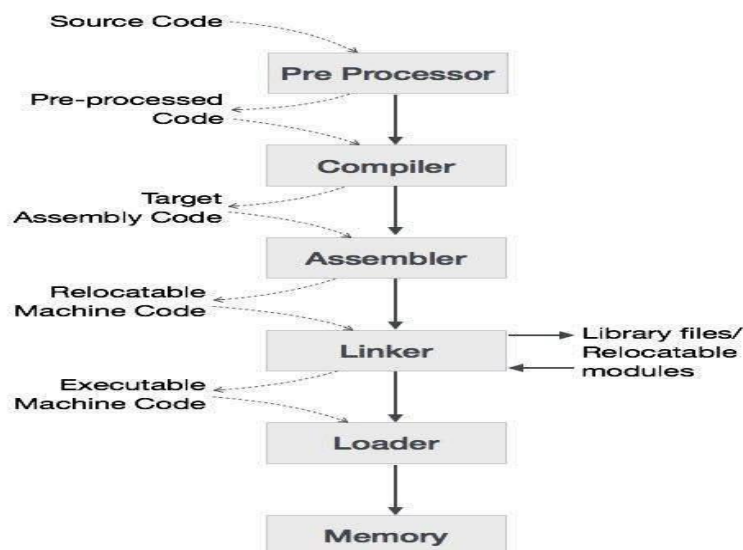 Source Code
Pre Processor
Pre-processed
Code
Compiler
Target
Assembly Code
Assembler
Relocatable
Machine Code
Linker
Library files/
Relocatable
modules
Executable
Machine Code
Loader
Memory